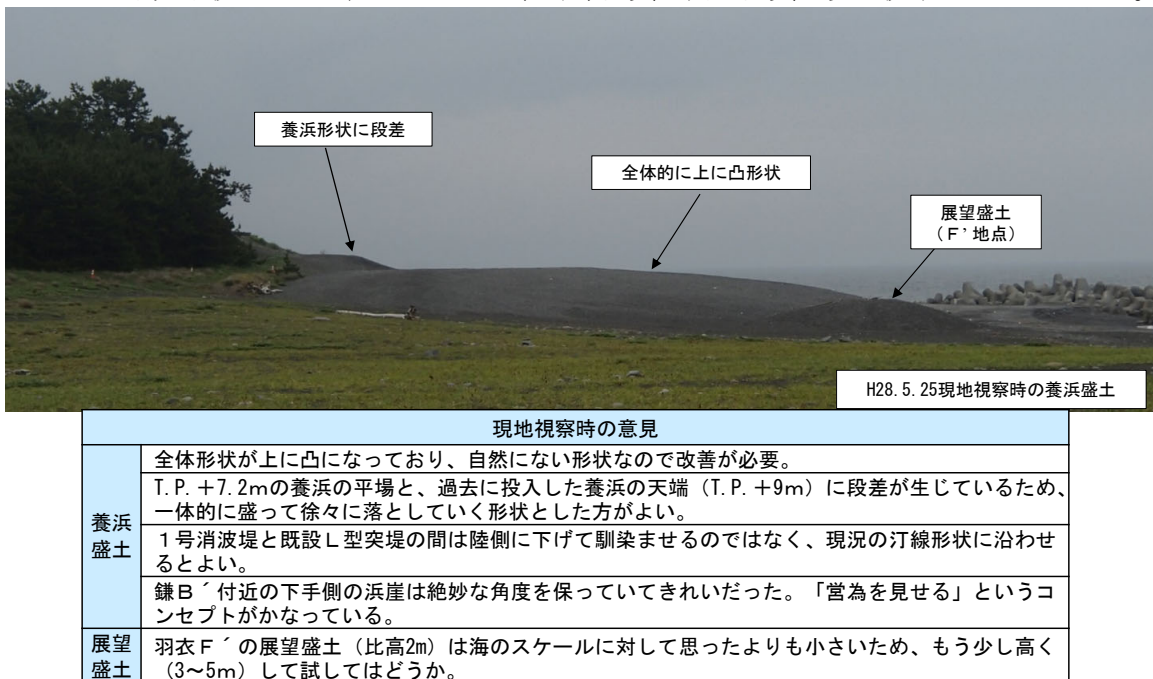 養浜形状に段差
全体的に上に凸形状
展望盛土
（F’地点）
H28.5.25現地視察時の養浜盛土
現地視察時の意見
養浜
盛土
全体形状が上に凸になっており、自然にない形状なので改善が必要。
T.P.＋7.2mの養浜の平場と、過去に投入した養浜の天端（T.P.＋9m）に段差が生じているため、
一体的に盛って徐々に落としていく形状とした方がよい。
１号消波堤と既設Ｌ型突堤の間は陸側に下げて馴染ませるのではなく、現況の汀線形状に沿わせ
るとよい。
鎌Ｂ´付近の下手側の浜崖は絶妙な角度を保っていてきれいだった。「営為を見せる」というコ
ンセプトがかなっている。
展望
盛土
羽衣Ｆ´の展望盛土（比高2m）は海のスケールに対して思ったよりも小さいため、もう少し高く
（3～5m）して試してはどうか。